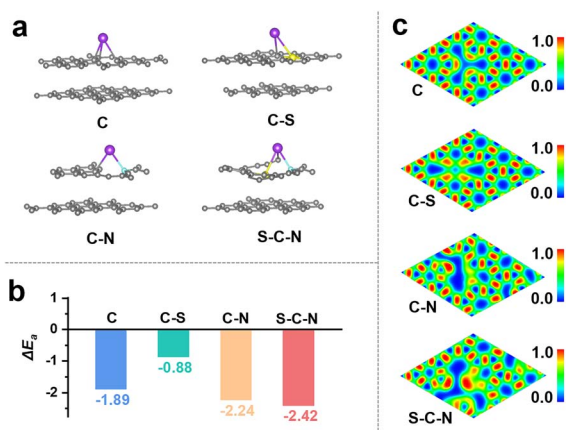 a
C
C-S
C-N
S-C-N
b
C C-S C-N S-C-N
ΔEa
0
-1
-2
-1.89
-0.88
-2.24
-2.42
c
1.0
0.0
C
1.0
0.0
C-S
1.0
0.0
C-N
1.0
0.0
S-C-N